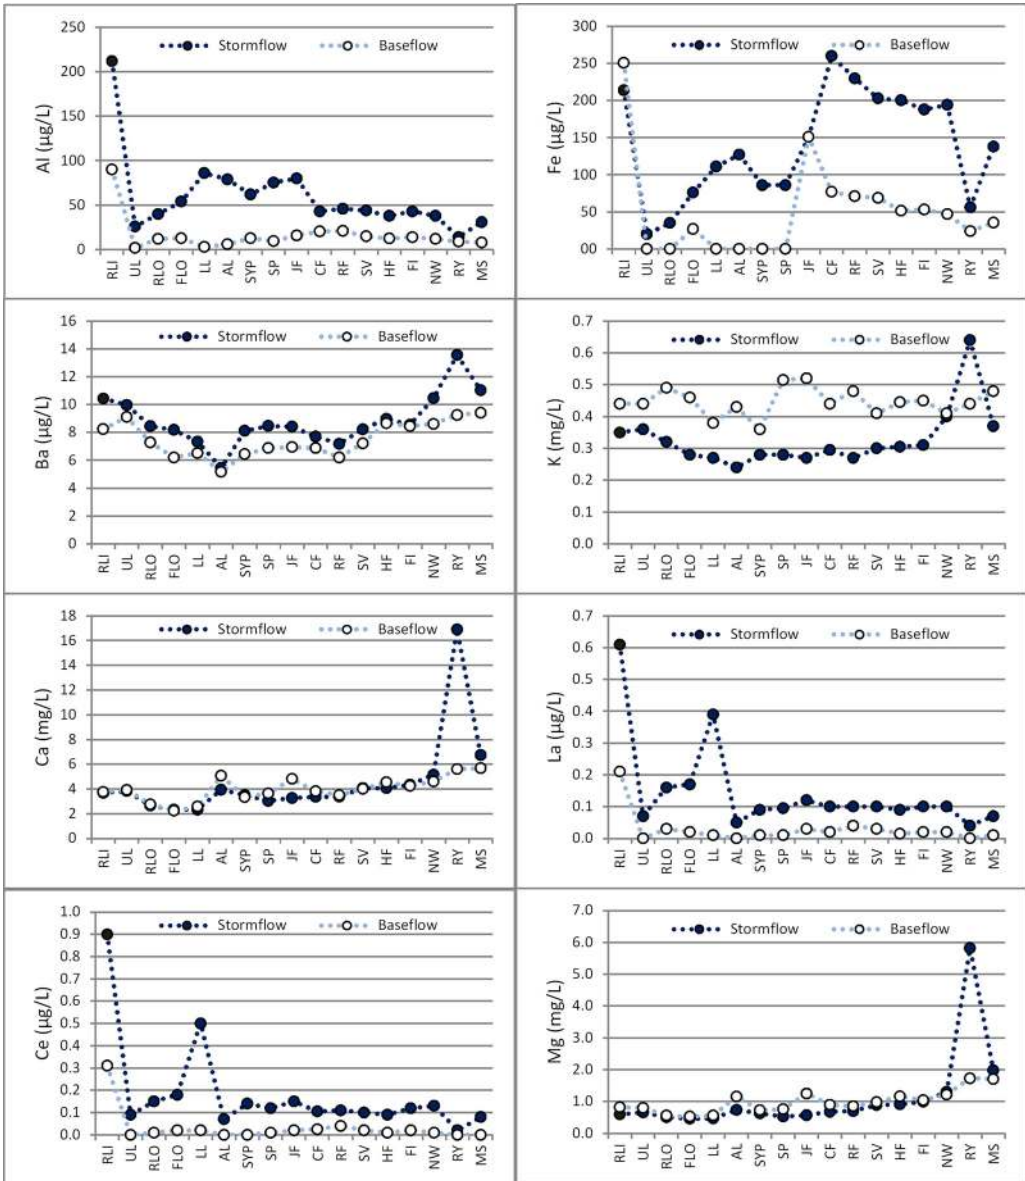 Al (µg/L)
250
200
150
100
50
0
Stormflow Baseflow
RLI UL RLO FLO LL AL SYP SP JF CF RF SV HF FI NW RY MS
Fe (µg/L)
300
250
200
150
100
50
00
Stormflow Baseflow
RLI UL RLO FLO LL AL SYP SP JF CF RF SV HF FI NW RY MS
Ba (µg/L)
16
14
12
10
8
6
4
2
0
Stormflow Baseflow
RLI UL RLO FLO LL AL SYP SP JF CF RF SV HF FI NW RY MS
K (mg/L)
0.7
0.6
0.5
0.4
0.3
0.2
0.1
0.0
Stormflow Baseflow
RLI UL RLO FLO LL AL SYP SP JF CF RF SV HF FI NW RY MS
Ca (mg/L)
18
16
14
12
10
8
6
4
2
0
Stormflow Baseflow
RLI UL RLO FLO LL AL SYP SP JF CF RF SV HF FI NW RY MS
La (µg/L)
0.7
0.6
0.5
0.4
0.3
0.2
0.1
0.0
Stormflow Baseflow
RLI UL RLO FLO LL AL SYP SP JF CF RF SV HF FI NW RY MS
Ce (µg/L)
1.0
0.9
0.8
0.7
0.6
0.5
0.4
0.3
0.2
0.1
0.0
Stormflow Baseflow
RLI UL RLO FLO LL AL SYP SP JF CF RF SV HF FI NW RY MS
Mg (mg/L)
7.0
6.0
5.0
4.0
3.0
2.0
1.0
0.0
Stormflow Baseflow
RLI UL RLO FLO LL AL SYP SP JF CF RF SV HF FI NW RY MS